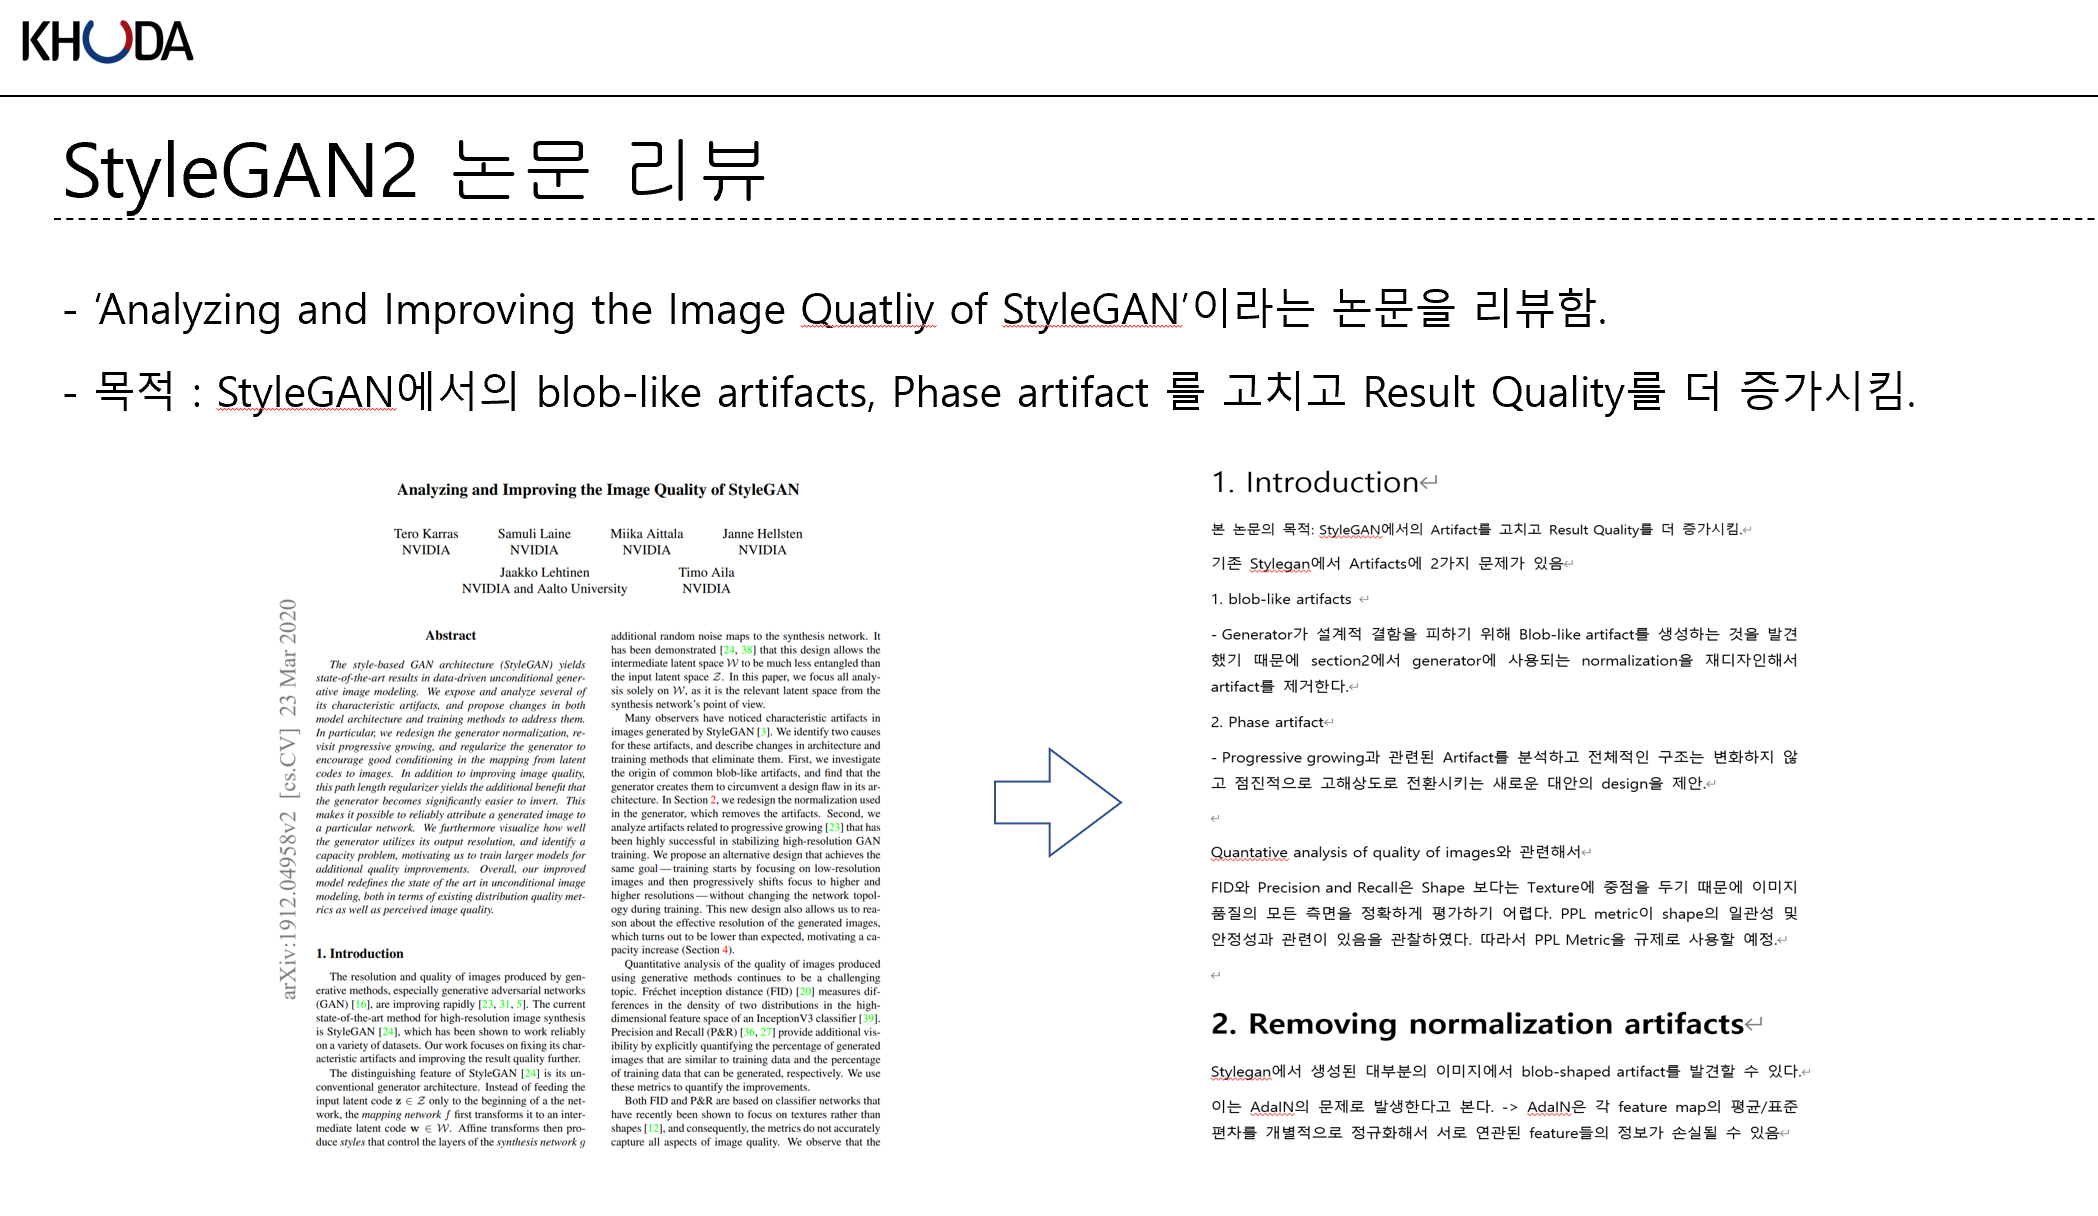 KHUDA
StyleGAN2 논문 리뷰
- ‘Analyzing and Improving the Image Quatliy of StyleGAN’이라는 논문을 리뷰함.
- 목적 : StyleGAN에서의 blob-like artifacts, Phase artifact 를 고치고 Result Quality를 더 증가시킴.
Analyzing and Improving the Image Quality of StyleGAN
Tero Karras Samuli Laine Miika Aittala Janne Hellsten
NVIDIA NVIDIA NVIDIA NVIDIA
Jaakko Lehtinen Timo Aila
NVIDIA and Aalto University NVIDIA
arXiv:1912.04958v2 [cs.CV] 23 Mar 2020
Abstract
The style-based GAN architecture (StyleGAN) yields
state-of-the-art results in data-driven unconditional gener-
ative image modeling. We expose and analyze several of
its characteristic artifacts, and propose changes in both
model architecture and training methods to address them.
In particular, we redesign the generator normalization, re-
visit progressive growing, and regularize the generator to
encourage good conditioning in the mapping from latent
codes to images. In addition to improving image quality,
this path length regularizer yields the additional benefit that
the generator becomes significantly easier to invert. This
makes it possible to reliably attribute a generated image to
a particular network. We furthermore visualize how well
the generator utilizes its output resolution, and identify a
capacity problem, motivating us to train larger models for
additional quality improvements. Overall, our improved
model redefines the state of the art in unconditional image
modeling, both in terms of existing distribution quality met-
rics as well as perceived image quality.
1. Introduction
The resolution and quality of images produced by gen-
erative methods, especially generative adversarial networks
(GAN) [16], are improving rapidly [23, 31, 5]. The current
state-of-the-art method for high-resolution image synthesis
is StyleGAN [24], which has been shown to work reliably
on a variety of datasets. Our work focuses on fixing its char-
acteristic artifacts and improving the result quality further.
The distinguishing feature of StyleGAN [24] is its un-
conventional generator architecture. Instead of feeding the
input latent code z ∈ Z only to the beginning of a the net-
work, the mapping network f first transforms it to an inter-
mediate latent code w ∈ W. Affine transforms then pro-
duce styles that control the layers of the synthesis network g
additional random noise maps to the synthesis network. It
has been demonstrated [24, 38] that this design allows the
intermediate latent space W to be much less entangled than
the input latent space Z. In this paper, we focus all analy-
sis solely on W, as it is the relevant latent space from the
synthesis network's point of view.
Many observers have noticed characteristic artifacts in
images generated by StyleGAN [3]. We identify two causes
for these artifacts, and describe changes in architecture and
training methods that eliminate them. First, we investigate
the origin of common blob-like artifacts, and find that the
generator creates them to circumvent a design flaw in its ar-
chitecture. In Section 2, we redesign the normalization used
in the generator, which removes the artifacts. Second, we
analyze artifacts related to progressive growing [23] that has
been highly successful in stabilizing high-resolution GAN
training. We propose an alternative design that achieves the
same goal — training starts by focusing on low-resolution
images and then progressively shifts focus to higher and
higher resolutions — without changing the network topol-
ogy during training. This new design also allows us to rea-
son about the effective resolution of the generated images,
which turns out to be lower than expected, motivating a ca-
pacity increase (Section 4).
Quantitative analysis of the quality of images produced
using generative methods continues to be a challenging
topic. Fréchet inception distance (FID) [20] measures dif-
ferences in the density of two distributions in the high-
dimensional feature space of an InceptionV3 classifier [39].
Precision and Recall (P&R) [36, 27] provide additional vis-
ibility by explicitly quantifying the percentage of generated
images that are similar to training data and the percentage
of training data that can be generated, respectively. We use
these metrics to quantify the improvements.
Both FID and P&R are based on classifier networks that
have recently been shown to focus on textures rather than
shapes [12], and consequently, the metrics do not accurately
capture all aspects of image quality. We observe that the
1. Introduction↵
본 논문의 목적: StyleGAN에서의 Artifact를 고치고 Result Quality를 더 증가시킴.↵
기존 Stylegan에서 Artifacts에 2가지 문제가 있음↵
1. blob-like artifacts ↵
- Generator가 설계적 결함을 피하기 위해 Blob-like artifact를 생성하는 것을 발견
했기 때문에 section2에서 generator에 사용되는 normalization을 재디자인해서
artifact를 제거한다.↵
2. Phase artifact↵
- Progressive growing과 관련된 Artifact를 분석하고 전체적인 구조는 변화하지 않
고 점진적으로 고해상도로 전환시키는 새로운 대안의 design을 제안.↵
↵
Quantative analysis of quality of images와 관련해서↵
FID와 Precision and Recall은 Shape 보다는 Texture에 중점을 두기 때문에 이미지
품질의 모든 측면을 정확하게 평가하기 어렵다. PPL metric이 shape의 일관성 및
안정성과 관련이 있음을 관찰하였다. 따라서 PPL Metric을 규제로 사용할 예정.↵
↵
2. Removing normalization artifacts↵
Stylegan에서 생성된 대부분의 이미지에서 blob-shaped artifact를 발견할 수 있다.↵
이는 AdaIN의 문제로 발생한다고 본다. -> AdaIN은 각 feature map의 평균/표준
편차를 개별적으로 정규화해서 서로 연관된 feature들의 정보가 손실될 수 있음↵